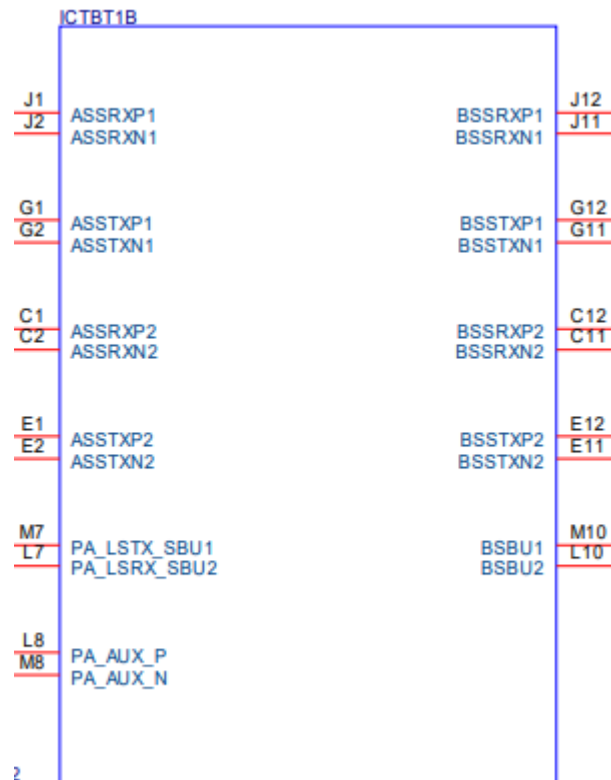 ICTBT1B
J1 ASSRXP1 BSSRXP1 J12
J2 ASSRXN1 BSSRXN1 J11
G1 ASSTXP1 BSSTXP1 G12
G2 ASSTXN1 BSSTXN1 G11
C1 ASSRXP2 BSSRXP2 C12
C2 ASSRXN2 BSSRXN2 C11
E1 ASSTXP2 BSSTXP2 E12
E2 ASSTXN2 BSSTXN2 E11
M7 PA_LSTX_SBU1 BSBU1 M10
L7 PA_LSRX_SBU2 BSBU2 L10
L8 PA_AUX_P
M8 PA_AUX_N
2